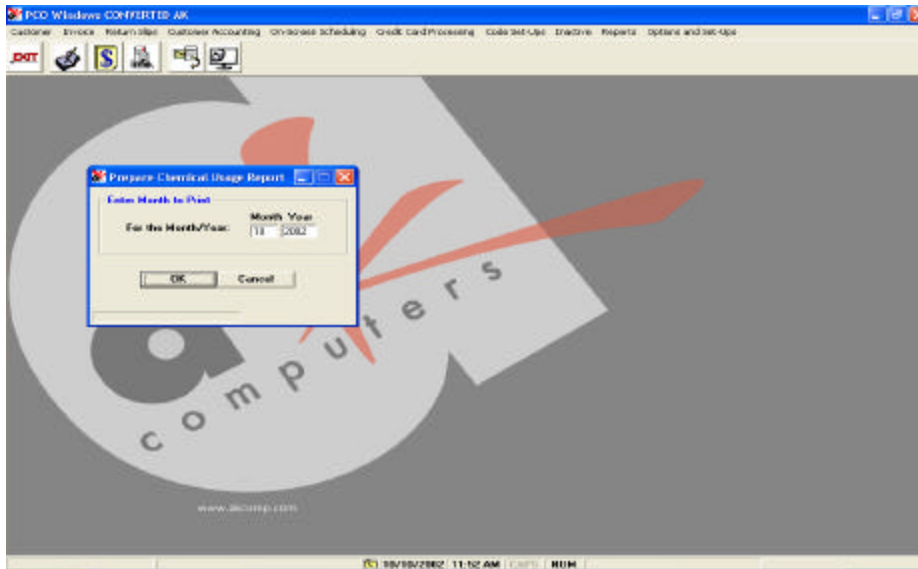 PCO Windows CONVERTED AK
Customer Invoice Return Slips Customer Accounting On-Screen Scheduling Credit Card Processing Code Set-Ups Inactive Reports Options and Set-Ups
EXIT
Prepare Chemical Usage Report
Enter Month to Print
Month Year
For the Month/Year: 10 2002
OK Cancel
computers
www.akcomp.com
10/10/2002 11:52 AM CAPS NUM